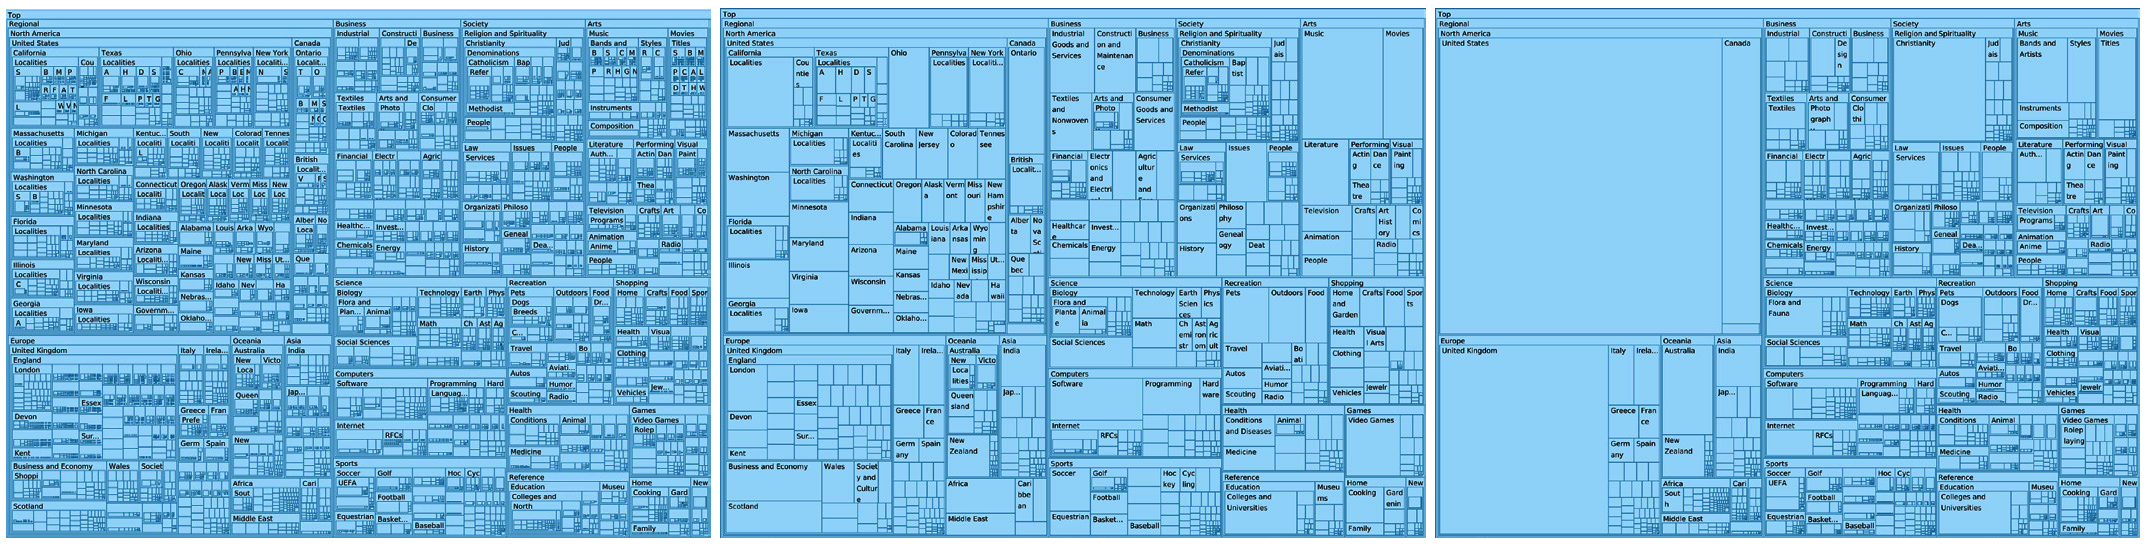 Top
Regional Business Society Arts
North America Industrial Constructi Business Religion and Spirituality Music Movies
United States Canada De Christianity Jud Bands and Styles Titles
California Texas Ohio Pennsylva New York Ontario Denominations
Localities Cou Localities Localiti... Localit...
Catholicism Bap
Refer
Methodist
People
Instruments
Composition
Textiles Arts and Consumer
Textiles Photo Clo
Massachusetts Michigan Kentuc... South New Colorad Tennes
Localities Localities Localiti Localiti Localiti Localiti Localit
British
Localit...
Law Issues People
Services
Literature Performing Visual
Auth... Actin Dan Paint
Thea
Financial Electr Agric
Washington North Carolina
Localities Localities
Connecticut Oregon Alask Verm Miss New
Localiti Locali Loca Loc Loc
Minnesota
Localities
Indiana
Localiti
Florida
Localities
Alabama Louis Arka Wyo
Alber No
Loca
Maryland
Localities
Arizona
Localiti...
Maine
New Miss Ut...
Que
Illinois
Localities
Virginia
Localities
Wisconsin
Localiti...
Kansas
Idaho Nev Ha
Nebras...
Georgia
Localities
Iowa
Localities
Governm...
Oklaho...
Healthc... Invest...
Chemicals Energy
Organizati Philoso
Geneal
History Dea...
Television Crafts Art Co
Programs
Animation Radio
Anime
People
Science Recreation Shopping
Biology Technology Earth Phys Pets Outdoors Food Home Crafts Food Spor
Flora and Dogs Dr...
Plan... Animal Breeds
Math Ch Ast Ag C... Health Visua
Social Sciences Travel Bo Clothing
Autos Aviati... Humor
Scouting Radio Jew...
Vehicles
Europe Oceania Asia
United Kingdom Italy Irela... Australia India
England New Victo
London Loca
Queen Jap...
Essex
Devon Greece Fran
Prefe
Sur... Germ Spain New
Kent
Business and Economy Wales Societ
Shoppi
Scotland
Africa Cari
Sout
Middle East
Computers
Software Programming Hard
Languag...
Internet
RFCs
Health Games
Conditions Animal Video Games
Rolep
Medicine
Sports
Soccer Golf Hoc Cyc
UEFA
Football
Equestrian Basket... Baseball
Reference Home New
Education Museu Cooking Gard
Colleges and
North
Family
Top
Regional Business Society Arts
North America Industrial Constructi Business Religion and Spirituality Music Movies
United States Canada Goods and on and Christianity Jud
California Texas Ohio Pennsylva New York Ontario Services Maintenan Denominations ais
Localities Cou Localities Localities Localiti... ce Catholicism Bap
ntie Refer tist
s Methodist
People
Textiles Arts and Consumer
and Photo Goods and
Nonwoven Services
s
Massachusetts Michigan Kentuc... South New Colorad Tennes
Localities Localiti Carolina Jersey o see
es
British
Localit...
Law Issues People
Services
Literature Performing Visual
Actin Dan Paint
g ce ing
Thea
tre
Financial Electr Agric
onics and ultur
Electri e
and
Washington North Carolina
Localities
Connecticut Oregon Alask Verm Miss New
a ont ouri Ham
pshir
e
Minnesota Indiana
Florida
Localities
Alabama Louis Arka Wyo
iana nsas min
g
Alber No
ta va
Sc
Maryland Arizona Maine
New Miss Ut...
Mexi issip
Que
bec
Illinois Virginia Wisconsin Kansas
Idaho Nev Ha
ada waii
Nebras...
Georgia
Localities
Iowa Governm... Oklaho...
Healthcar Invest...
e
Chemicals Energy
Organizati Philoso
ons phy
Geneal
ogy
History Deat
Television Crafts Art Co
Hist mi
ory cs
Animation Radio
People
Science Recreation Shopping
Biology Technology Earth Phys Pets Outdoors Food Home Crafts Food Spor
Flora and Scien ics and ts
Planta Animal ces Garden
e ia
Math Ch Ast Ag
emi ron ric
str om ult
Health Visua
l Arts
Social Sciences Travel Bo Clothing
ati
Autos Aviati...
Humor
Scouting Radio Jewelr
Vehicles
Europe Oceania Asia
United Kingdom Italy Irela... Australia India
England New Victo
London Loca
lities
Queen Jap...
sland
Essex
Devon Greece Fran
ce
Sur... Germ Spain New
any Zealand
Kent
Business and Economy Wales Societ
y and
Cultur
e
Scotland
Africa Cari
bbe
an
Middle East
Computers
Software Programming Hard
ware
Internet
RFCs
Health Games
Conditions Animal Video Games
and Diseases
Medicine
Sports
Soccer Golf Hoc Cyc
key ling
Football
Equestrian Basket... Baseball
Reference Home New
Education Museu Cooking Gard
Colleges and ms enin
Universities
Family
Top
Regional Business Society Arts
North America Industrial Constructi Business Religion and Spirituality Music Movies
United States Canada De Christianity Jud Bands and Styles Titles
sig ais Artists
n
Instruments
Composition
People
Textiles Arts and Consumer
Textiles Photo Clo
graph thi
Law Issues People
Services
Literature Performing Visual
Auth... Actin Dan Paint
g ce ing
Thea
tre
Financial Electr Agric
Healthc... Invest...
Chemicals Energy
Organizati Philoso
Geneal
History Dea...
Television Crafts Art Co
Programs
Animation Radio
Anime
People
Science Recreation Shopping
Biology Technology Earth Phys Pets Outdoors Food Home Crafts Food Spor
Flora and Dogs Dr...
Fauna
Math Ch Ast Ag C... Health Visua
Social Sciences Travel Bo Clothing
Autos Aviati...
Humor Jewelr
Scouting Radio Vehicles
Europe Oceania Asia
United Kingdom Italy Irela... Australia India
Jap...
Greece Fran
ce
Germ Spain New
any Zealand
Africa Cari
Sout
h
Middle East
Computers
Software Programming Hard
Languag...
Internet
RFCs
Health Games
Conditions Animal Video Games
Rolep
laying
Medicine
Sports
Soccer Golf Hoc Cyc
UEFA
Football
Equestrian Basket... Baseball
Reference Home New
Education Museu Cooking Gard
Colleges and enin
Universities
Family